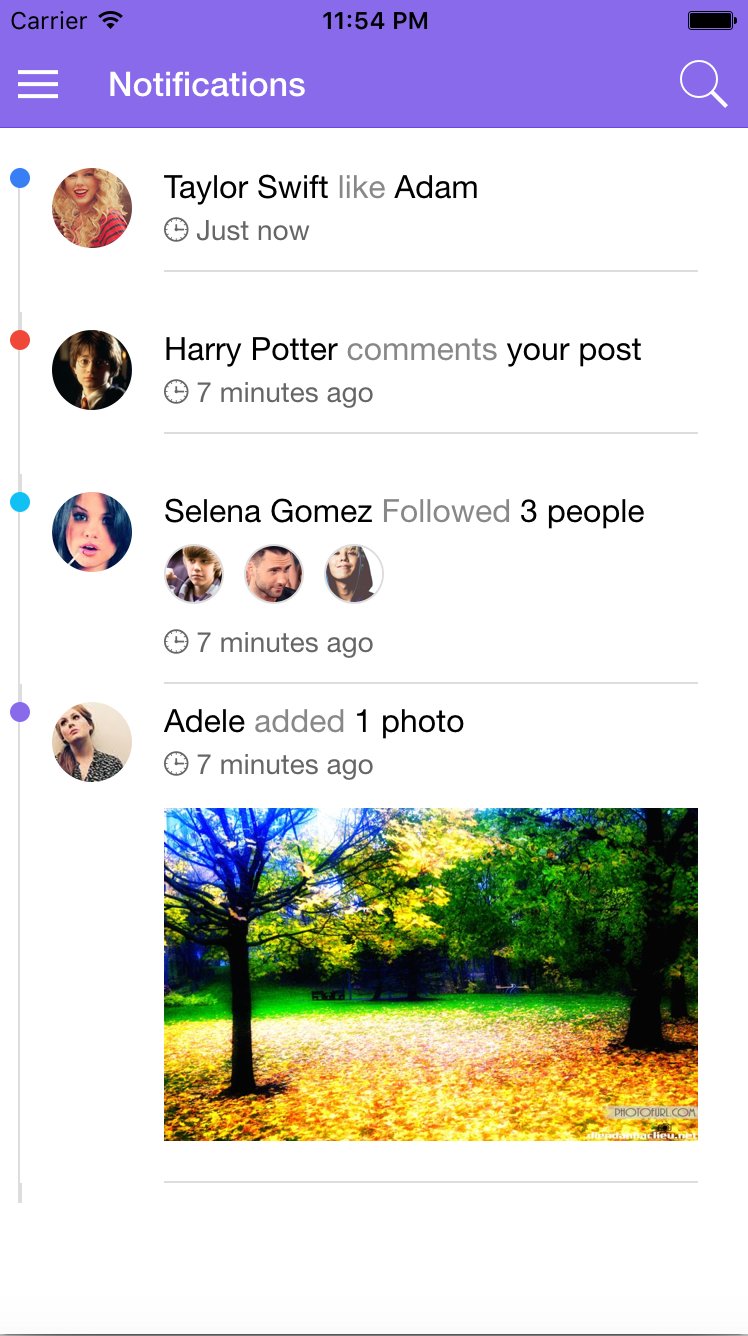 Carrier 11:54 PM
Notifications
Taylor Swift like Adam
Just now
Harry Potter comments your post
7 minutes ago
Selena Gomez Followed 3 people
7 minutes ago
Adele added 1 photo
7 minutes ago
PHOTOFURL.COM